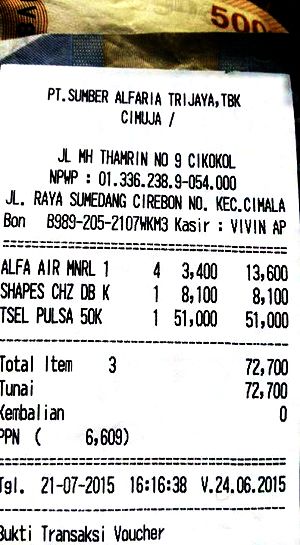 500
PT.SUMBER ALFARIA TRIJAYA,TBK
CIMUJA /
JL MH THAMRIN NO 9 CIKOKOL
NPWP : 01.336.238.9-054.000
JL. RAYA SUMEDANG CIREBON NO. KEC.CIMALA
Bon B989-205-2107WKM3 Kasir : VIVIN AP
ALFA AIR MNRL 1 4 3,400 13,600
SHAPES CHZ DB K 1 8,100 8,100
TSEL PULSA 50K 1 51,000 51,000
Total Item 3 72,700
Tunai 72,700
Kembalian 0
PPN ( 6,609)
Tgl. 21-07-2015 16:16:38 V.24.06.2015
Bukti Transaksi Voucher